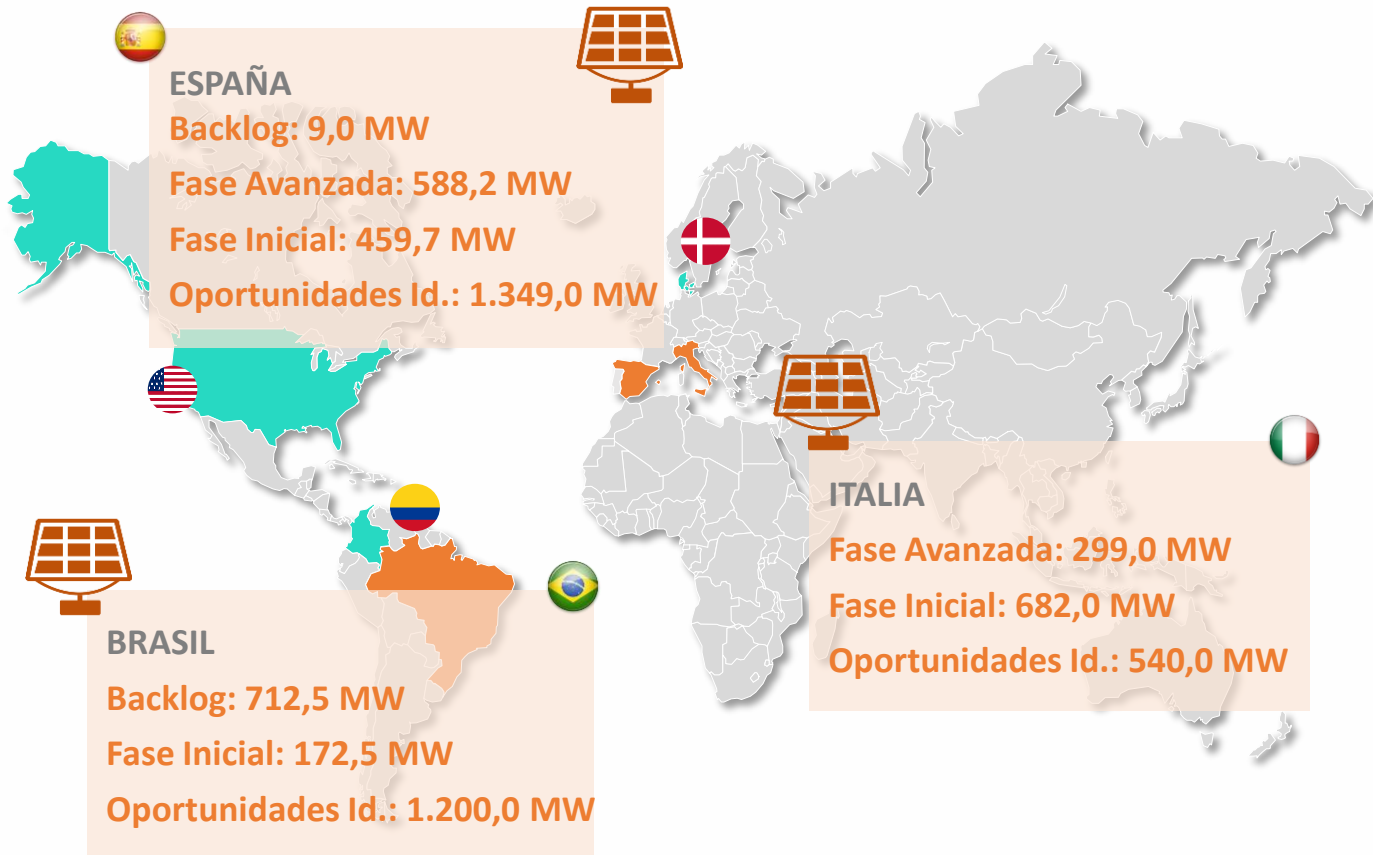 ESPAÑA
Backlog: 9,0 MW
Fase Avanzada: 588,2 MW
Fase Inicial: 459,7 MW
Oportunidades Id.: 1.349,0 MW
ITALIA
Fase Avanzada: 299,0 MW
Fase Inicial: 682,0 MW
Oportunidades Id.: 540,0 MW
BRASIL
Backlog: 712,5 MW
Fase Inicial: 172,5 MW
Oportunidades Id.: 1.200,0 MW